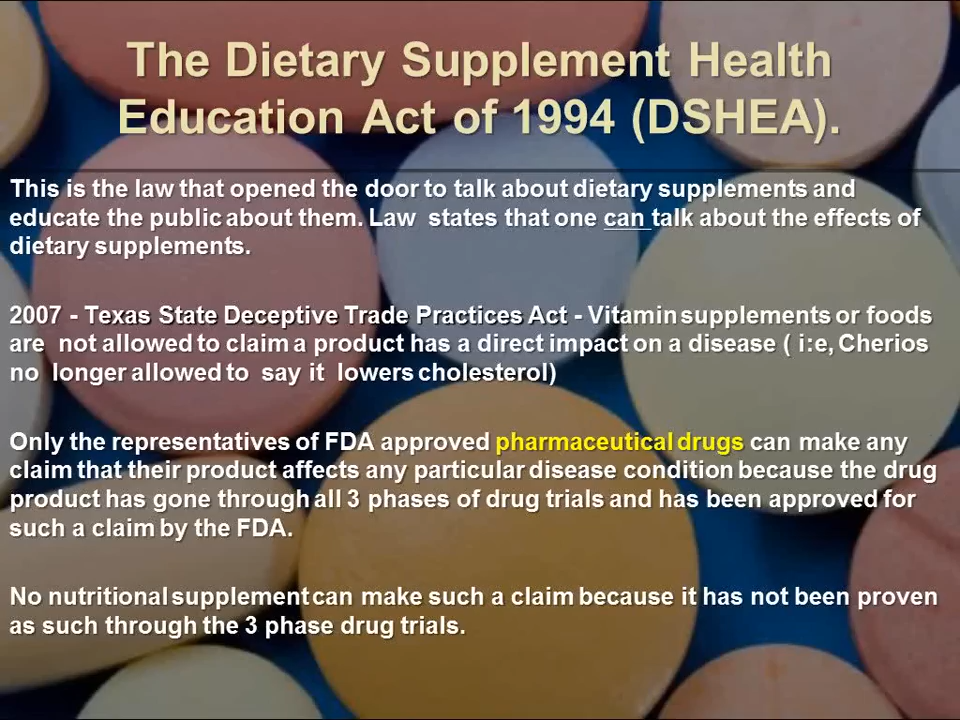 The Dietary Supplement Health
Education Act of 1994 (DSHEA).
This is the law that opened the door to talk about dietary supplements and
educate the public about them. Law states that one can talk about the effects of
dietary supplements.
2007 - Texas State Deceptive Trade Practices Act - Vitamin supplements or foods
are not allowed to claim a product has a direct impact on a disease ( i:e, Cherios
no longer allowed to say it lowers cholesterol)
Only the representatives of FDA approved pharmaceutical drugs can make any
claim that their product affects any particular disease condition because the drug
product has gone through all 3 phases of drug trials and has been approved for
such a claim by the FDA.
No nutritional supplement can make such a claim because it has not been proven
as such through the 3 phase drug trials.